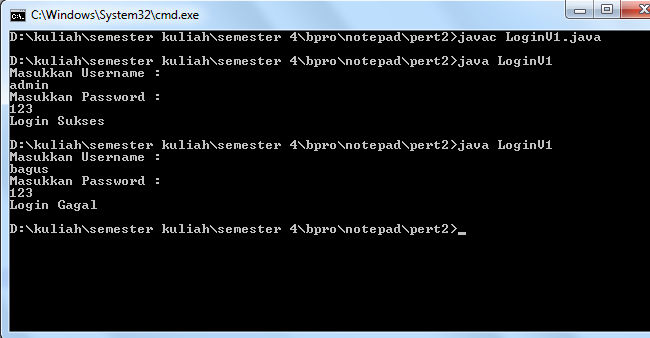 C:\Windows\System32\cmd.exe
D:\kuliah\semester kuliah\semester 4\bpro\notepad\pert2>javac LoginV1.java
D:\kuliah\semester kuliah\semester 4\bpro\notepad\pert2>java LoginV1
Masukkan Username :
admin
Masukkan Password :
123
Login Sukses
D:\kuliah\semester kuliah\semester 4\bpro\notepad\pert2>java LoginV1
Masukkan Username :
bagus
Masukkan Password :
123
Login Gagal
D:\kuliah\semester kuliah\semester 4\bpro\notepad\pert2>_